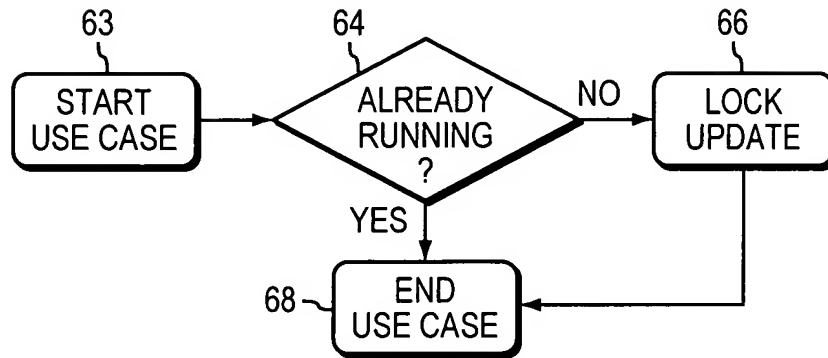 63
64
66
START
USE CASE
ALREADY
RUNNING
?
NO
LOCK
UPDATE
YES
68
END
USE CASE